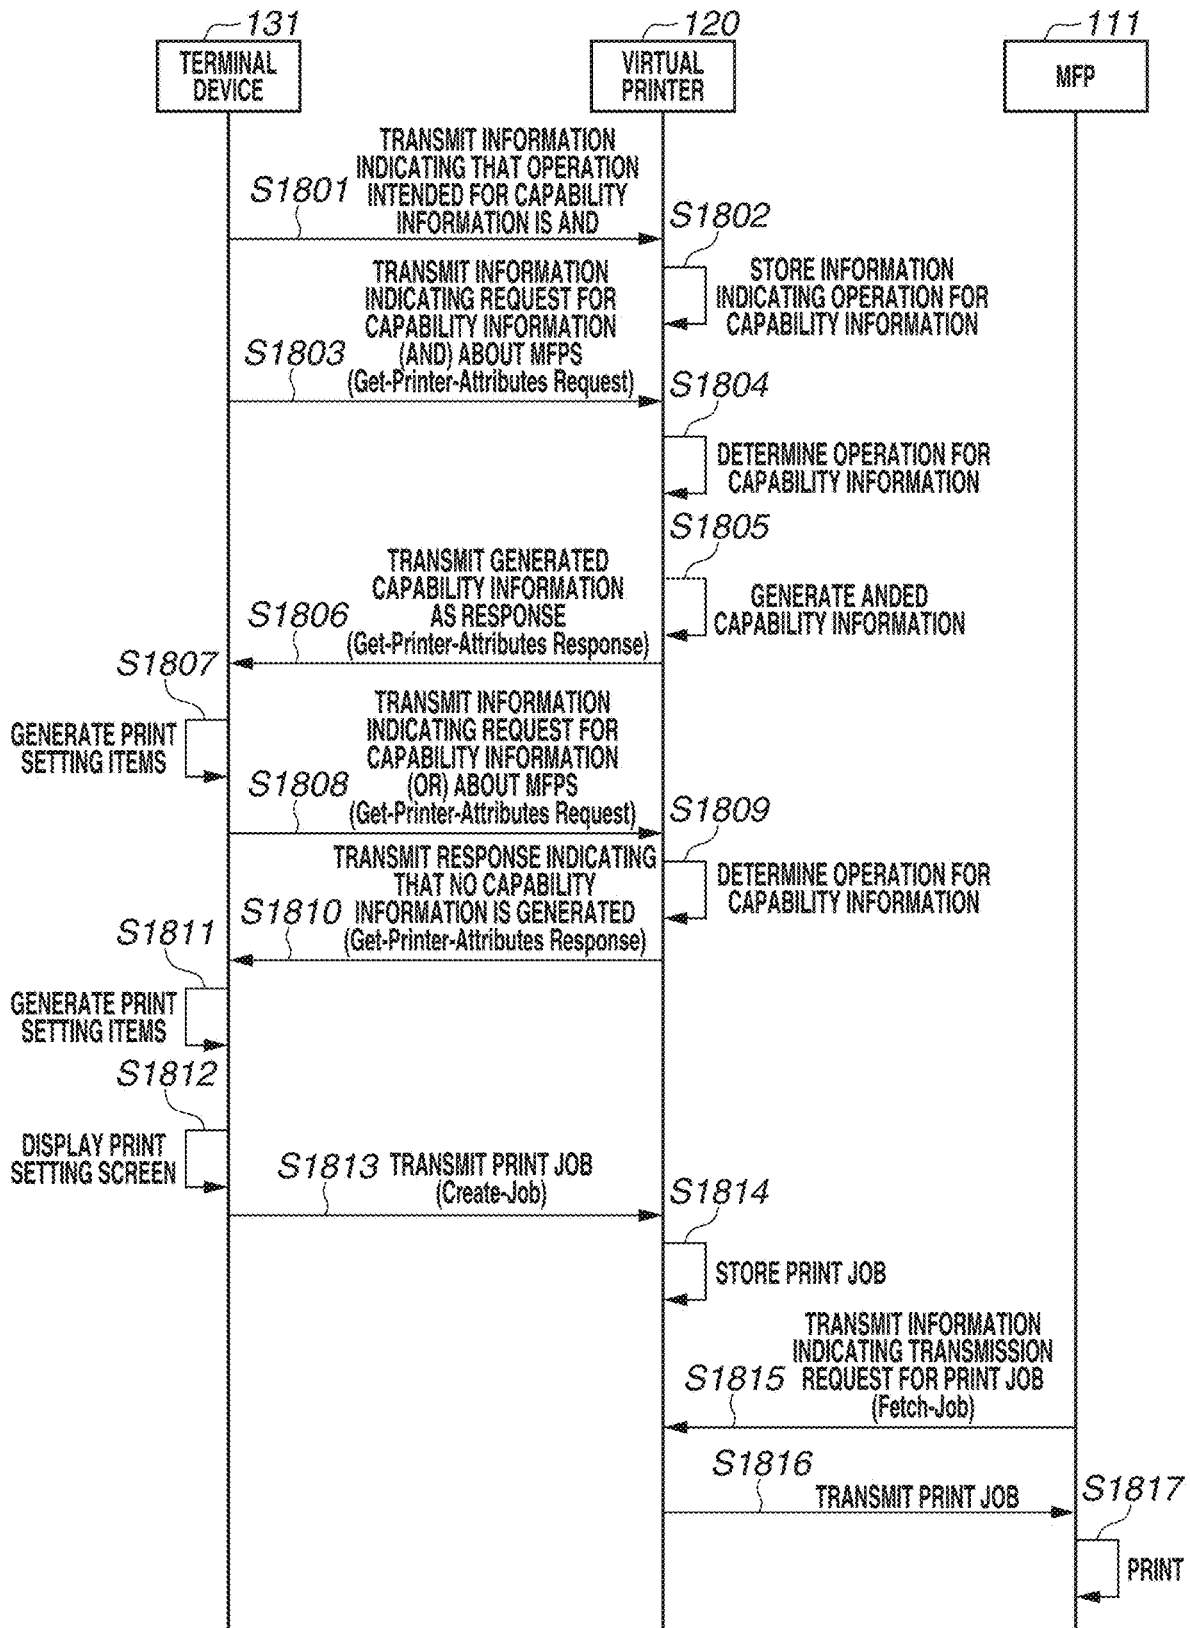 131
120
111
TERMINAL
DEVICE
VIRTUAL
PRINTER
MFP
TRANSMIT INFORMATION
INDICATING THAT OPERATION
INTENDED FOR CAPABILITY
INFORMATION IS AND
S1801
S1802
STORE INFORMATION
INDICATING OPERATION FOR
CAPABILITY INFORMATION
TRANSMIT INFORMATION
INDICATING REQUEST FOR
CAPABILITY INFORMATION
(AND) ABOUT MFPS
(Get-Printer-Attributes Request)
S1803
S1804
DETERMINE OPERATION FOR
CAPABILITY INFORMATION
S1805
GENERATE ANDED
CAPABILITY INFORMATION
TRANSMIT GENERATED
CAPABILITY INFORMATION
AS RESPONSE
(Get-Printer-Attributes Response)
S1806
S1807
GENERATE PRINT
SETTING ITEMS
TRANSMIT INFORMATION
INDICATING REQUEST FOR
CAPABILITY INFORMATION
(OR) ABOUT MFPS
(Get-Printer-Attributes Request)
S1808
S1809
DETERMINE OPERATION FOR
CAPABILITY INFORMATION
TRANSMIT RESPONSE INDICATING
THAT NO CAPABILITY
INFORMATION IS GENERATED
(Get-Printer-Attributes Response)
S1810
S1811
GENERATE PRINT
SETTING ITEMS
S1812
DISPLAY PRINT
SETTING SCREEN
S1813
TRANSMIT PRINT JOB
(Create-Job)
S1814
STORE PRINT JOB
TRANSMIT INFORMATION
INDICATING TRANSMISSION
REQUEST FOR PRINT JOB
(Fetch-Job)
S1815
S1816
TRANSMIT PRINT JOB
S1817
PRINT